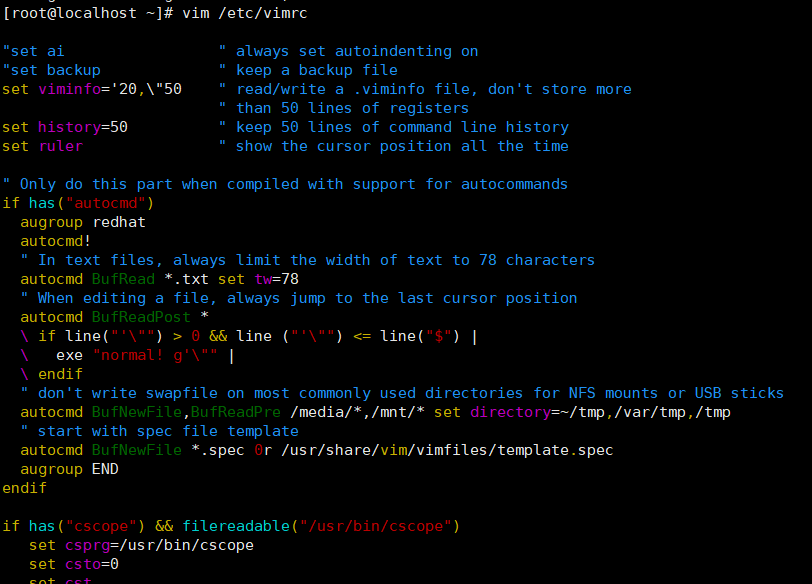 [root@localhost ~]# vim /etc/vimrc
"set ai                 " always set autoindenting on
"set backup             " keep a backup file
set viminfo='20,\"50    " read/write a .viminfo file, don't store more
                        " than 50 lines of registers
set history=50          " keep 50 lines of command line history
set ruler               " show the cursor position all the time
" Only do this part when compiled with support for autocommands
if has("autocmd")
  augroup redhat
  autocmd!
  " In text files, always limit the width of text to 78 characters
  autocmd BufRead *.txt set tw=78
  " When editing a file, always jump to the last cursor position
  autocmd BufReadPost *
  \ if line("'\"") > 0 && line ("'\"") <= line("$") |
  \   exe "normal! g'\"" |
  \ endif
  " don't write swapfile on most commonly used directories for NFS mounts or USB sticks
  autocmd BufNewFile,BufReadPre /media/*,/mnt/* set directory=~/tmp,/var/tmp,/tmp
  " start with spec file template
  autocmd BufNewFile *.spec 0r /usr/share/vim/vimfiles/template.spec
  augroup END
endif
if has("cscope") && filereadable("/usr/bin/cscope")
   set csprg=/usr/bin/cscope
   set csto=0
   set cst